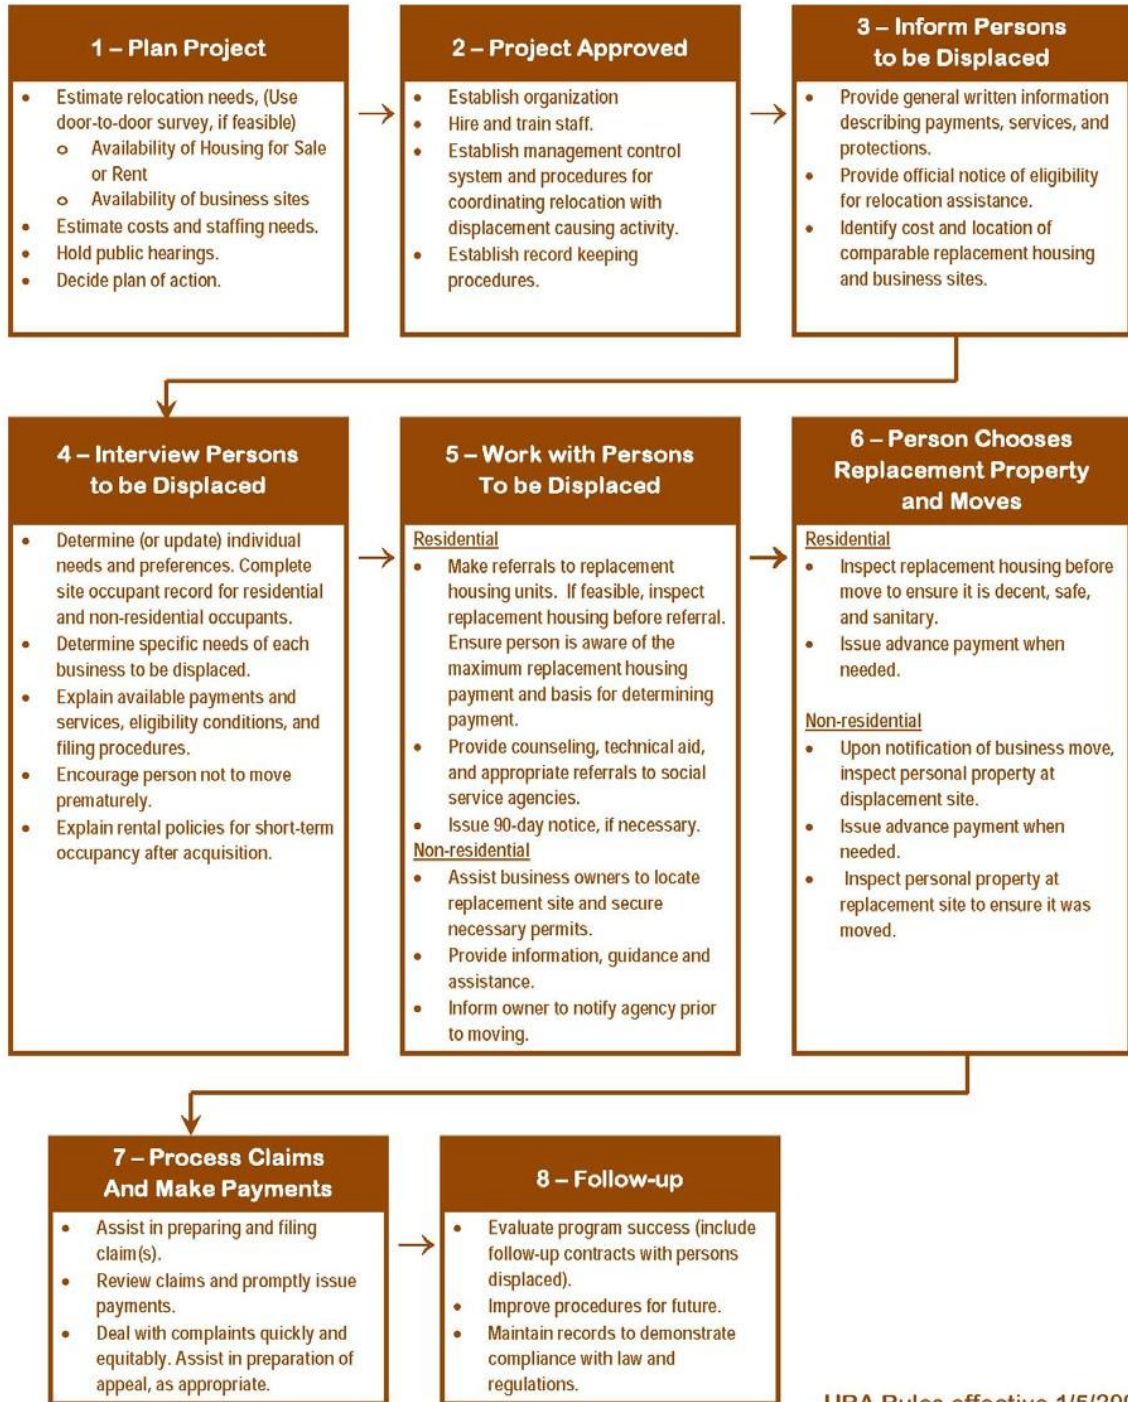 1 – Plan Project
• Estimate relocation needs, (Use
door-to-door survey, if feasible)
o Availability of Housing for Sale
or Rent
o Availability of business sites
• Estimate costs and staffing needs.
• Hold public hearings.
• Decide plan of action.
2 – Project Approved
• Establish organization
• Hire and train staff.
• Establish management control
system and procedures for
coordinating relocation with
displacement causing activity.
• Establish record keeping
procedures.
3 – Inform Persons
to be Displaced
• Provide general written information
describing payments, services, and
protections.
• Provide official notice of eligibility
for relocation assistance.
• Identify cost and location of
comparable replacement housing
and business sites.
4 – Interview Persons
to be Displaced
• Determine (or update) individual
needs and preferences. Complete
site occupant record for residential
and non-residential occupants.
• Determine specific needs of each
business to be displaced.
• Explain available payments and
services, eligibility conditions, and
filing procedures.
• Encourage person not to move
prematurely.
• Explain rental policies for short-term
occupancy after acquisition.
5 – Work with Persons
To be Displaced
Residential
• Make referrals to replacement
housing units. If feasible, inspect
replacement housing before referral.
Ensure person is aware of the
maximum replacement housing
payment and basis for determining
payment.
• Provide counseling, technical aid,
and appropriate referrals to social
service agencies.
• Issue 90-day notice, if necessary.
Non-residential
• Assist business owners to locate
replacement site and secure
necessary permits.
• Provide information, guidance and
assistance.
• Inform owner to notify agency prior
to moving.
6 – Person Chooses
Replacement Property
and Moves
Residential
• Inspect replacement housing before
move to ensure it is decent, safe,
and sanitary.
• Issue advance payment when
needed.
Non-residential
• Upon notification of business move,
inspect personal property at
displacement site.
• Issue advance payment when
needed.
• Inspect personal property at
replacement site to ensure it was
moved.
7 – Process Claims
And Make Payments
• Assist in preparing and filing
claim(s).
• Review claims and promptly issue
payments.
• Deal with complaints quickly and
equitably. Assist in preparation of
appeal, as appropriate.
8 – Follow-up
• Evaluate program success (include
follow-up contracts with persons
displaced).
• Improve procedures for future.
• Maintain records to demonstrate
compliance with law and
regulations.
Rules effective